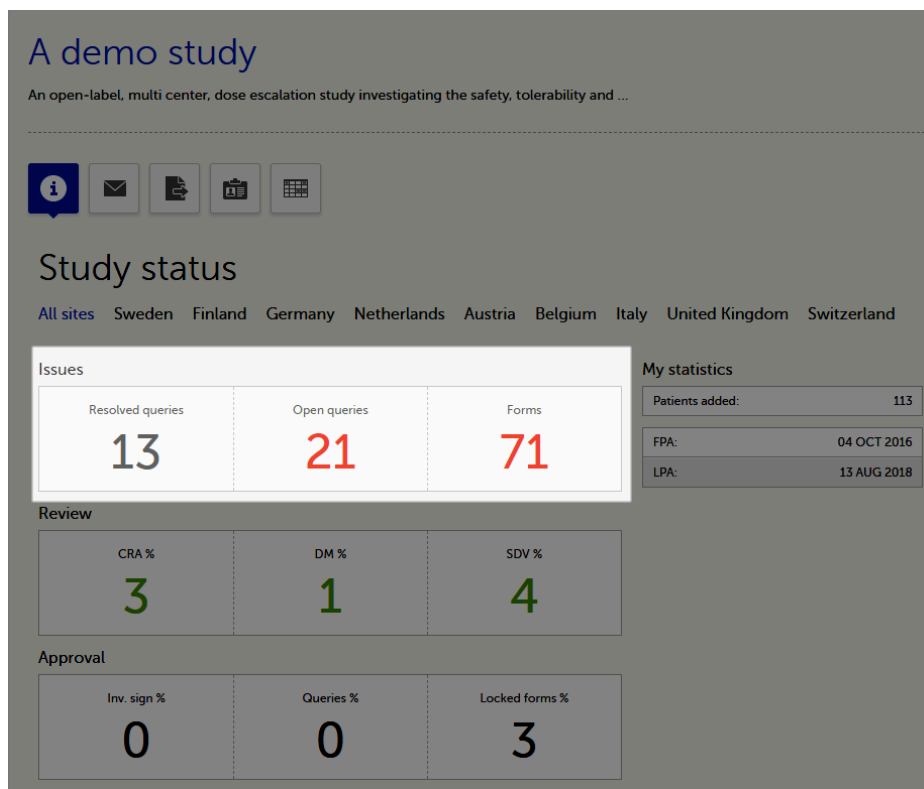 A demo study
An open-label, multi center, dose escalation study investigating the safety, tolerability and ...
Study status
All sites Sweden Finland Germany Netherlands Austria Belgium Italy United Kingdom Switzerland
Issues
Resolved queries Open queries Forms
13 21 71
My statistics
Patients added: 113
FPA: 04 OCT 2016
LPA: 13 AUG 2018
Review
CRA % DM % SDV %
3 1 4
Approval
Inv. sign % Queries % Locked forms %
0 0 3